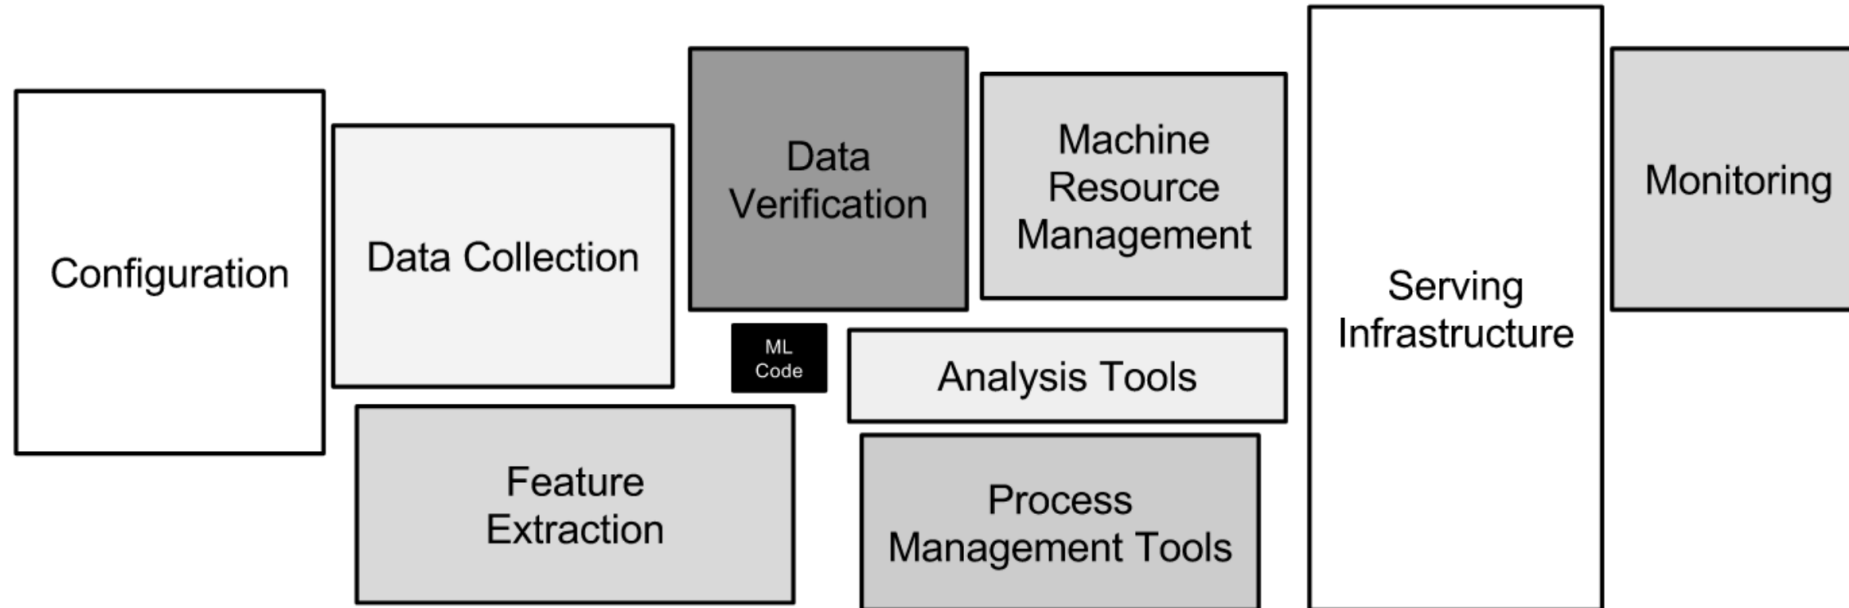 Configuration
Data Collection
Data
Verification
Machine
Resource
Management
Serving
Infrastructure
Monitoring
ML
Code
Analysis Tools
Feature
Extraction
Process
Management Tools